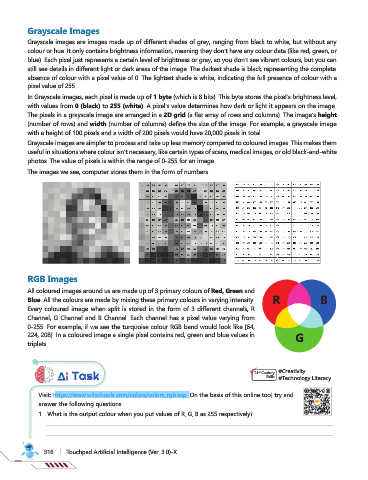 Grayscale Images
Grayscale images are images made up of different shades of gray, ranging from black to white, but without any
colour or hue. It only contains brightness information, meaning they don't have any colour data (like red, green, or
blue). Each pixel just represents a certain level of brightness or gray, so you don't see vibrant colours, but you can
still see details in different light or dark areas of the image. The darkest shade is black, representing the complete
absence of colour with a pixel value of 0. The lightest shade is white, indicating the full presence of colour with a
pixel value of 255.
In Grayscale Images, each pixel is made up of 1 byte (which is 8 bits). This byte stores the pixel's brightness level,
with values from 0 (black) to 255 (white). A pixel's value determines how dark or light it appears on the image.
The pixels in a grayscale image are arranged in a 2D grid (a flat array of rows and columns). The image's height
(number of rows) and width (number of columns) define the size of the image. For example, a grayscale image
with a height of 100 pixels and a width of 200 pixels would have 20,000 pixels in total.
Grayscale images are simpler to process and take up less memory compared to coloured images. This makes them
useful in situations where colour isn't necessary, like certain types of scans, medical images, or old black-and-white
photos. The value of pixels is within the range of 0-255 for an image.
The images we see, computer stores them in the form of numbers.
RGB Images
All coloured images around us are made up of 3 primary colours of Red, Green and
Blue. All the colours are made by mixing these primary colours in varying intensity.
Every coloured image when split is stored in the form of 3 different channels, R
Channel, G Channel and B Channel. Each channel has a pixel value varying from
0-255. For example, if we see the turquoise colour RGB band would look like [64,
224, 208]. In a coloured image a single pixel contains red, green and blue values in
triplets.
R
B
G
Ai Task
21st Century Skills
#Creativity
#Technology Literacy
Visit: On the basis of this online tool, try and
answer the following questions:
1. What is the output colour when you put values of R, G, B as 255 respectively?
316 | Touchpad Artificial Intelligence (Ver. 3.0)-X